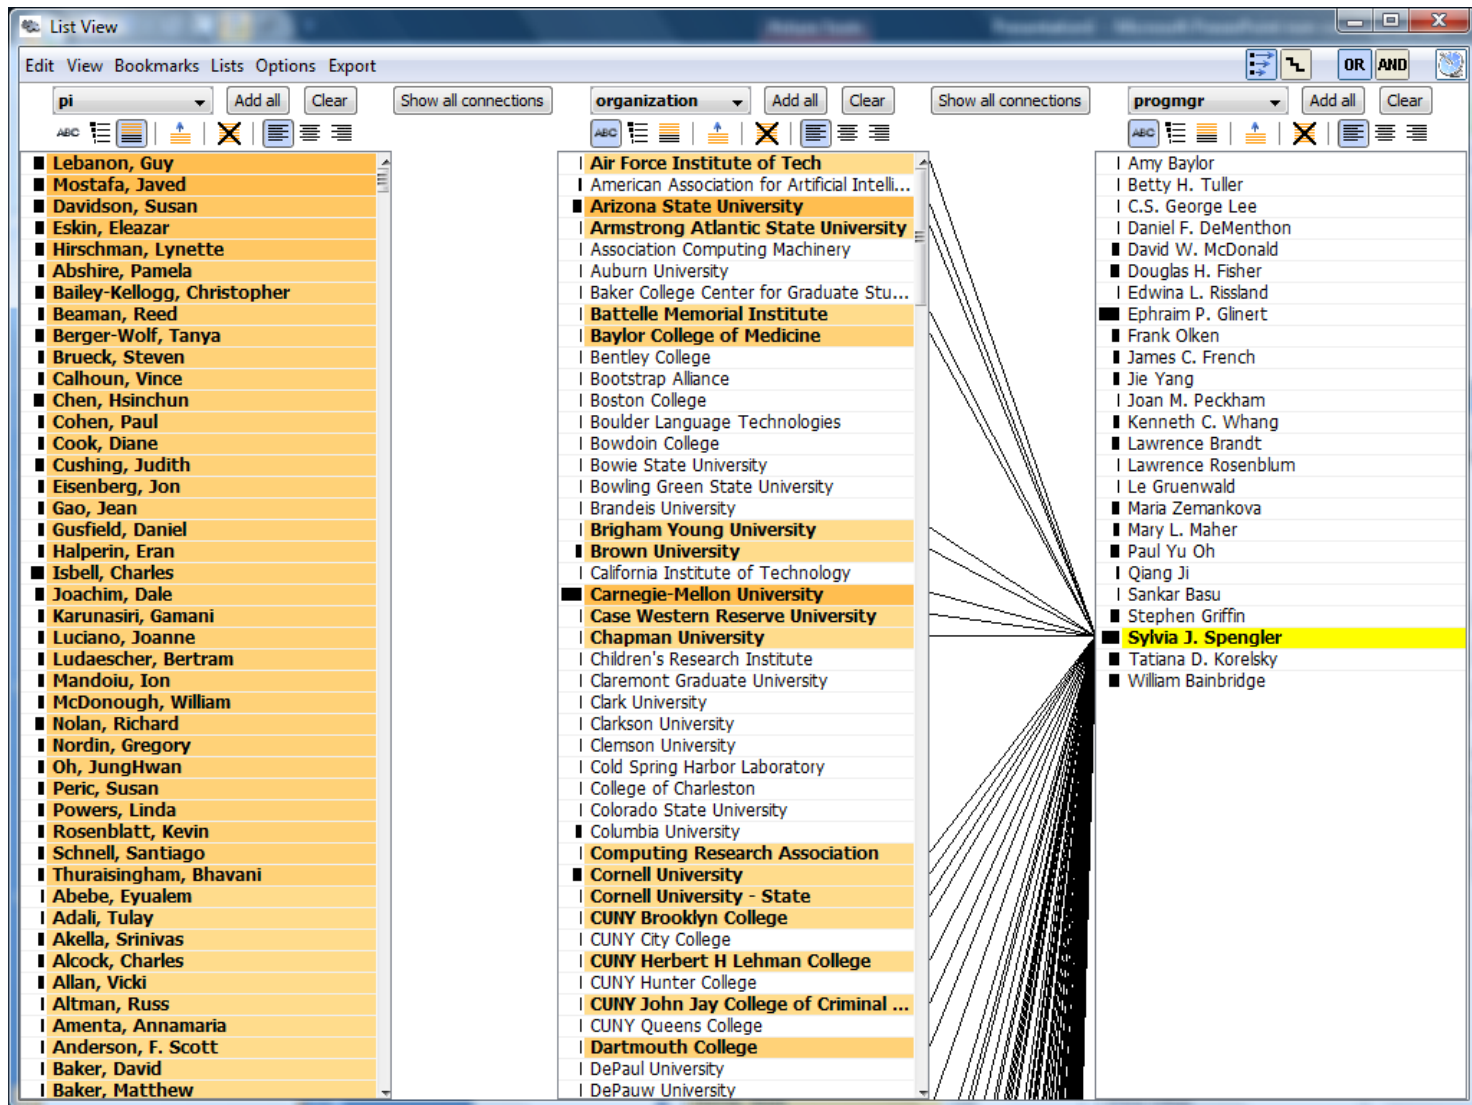 List View
Edit View Bookmarks Lists Options Export
OR AND
pi Add all Clear Show all connections organization Add all Clear Show all connections progmgr Add all Clear
ABC ABC ABC
Lebanon, Guy
Mostafa, Javed
Davidson, Susan
Eskin, Eleazar
Hirschman, Lynette
Abshire, Pamela
Bailey-Kellogg, Christopher
Beaman, Reed
Berger-Wolf, Tanya
Brueck, Steven
Calhoun, Vince
Chen, Hsinchun
Cohen, Paul
Cook, Diane
Cushing, Judith
Eisenberg, Jon
Gao, Jean
Gusfield, Daniel
Halperin, Eran
Isbell, Charles
Joachim, Dale
Karunasiri, Gamani
Luciano, Joanne
Ludaescher, Bertram
Mandoiu, Ion
McDonough, William
Nolan, Richard
Nordin, Gregory
Oh, JungHwan
Peric, Susan
Powers, Linda
Rosenblatt, Kevin
Schnell, Santiago
Thuraisingham, Bhavani
Abebe, Eyualem
Adali, Tulay
Akella, Srinivas
Alcock, Charles
Allan, Vicki
Altman, Russ
Amenta, Annamaria
Anderson, F. Scott
Baker, David
Baker, Matthew
Air Force Institute of Tech
American Association for Artificial Intelli...
Arizona State University
Armstrong Atlantic State University
Association Computing Machinery
Auburn University
Baker College Center for Graduate Stu...
Battelle Memorial Institute
Baylor College of Medicine
Bentley College
Bootstrap Alliance
Boston College
Boulder Language Technologies
Bowdoin College
Bowie State University
Bowling Green State University
Brandeis University
Brigham Young University
Brown University
California Institute of Technology
Carnegie-Mellon University
Case Western Reserve University
Chapman University
Children's Research Institute
Claremont Graduate University
Clark University
Clarkson University
Clemson University
Cold Spring Harbor Laboratory
College of Charleston
Colorado State University
Columbia University
Computing Research Association
Cornell University
Cornell University - State
CUNY Brooklyn College
CUNY City College
CUNY Herbert H Lehman College
CUNY Hunter College
CUNY John Jay College of Criminal ...
CUNY Queens College
Dartmouth College
DePaul University
DePauw University
Amy Baylor
Betty H. Tuller
C.S. George Lee
Daniel F. DeMenthon
David W. McDonald
Douglas H. Fisher
Edwina L. Rissland
Ephraim P. Glinert
Frank Olken
James C. French
Jie Yang
Joan M. Peckham
Kenneth C. Whang
Lawrence Brandt
Lawrence Rosenblum
Le Gruenwald
Maria Zemankova
Mary L. Maher
Paul Yu Oh
Qiang Ji
Sankar Basu
Stephen Griffin
Sylvia J. Spengler
Tatiana D. Korelsky
William Bainbridge